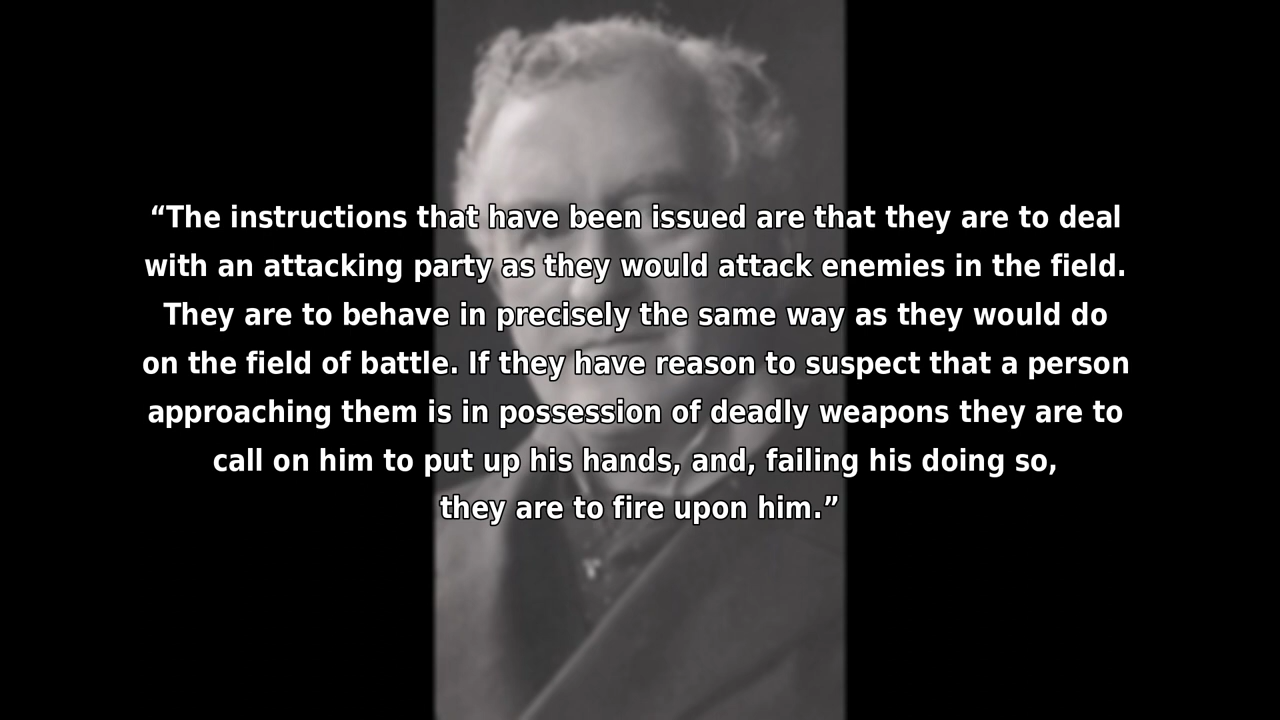 “The instructions that have been issued are that they are to deal
with an attacking party as they would attack enemies in the field.
They are to behave in precisely the same way as they would do
on the field of battle. If they have reason to suspect that a person
approaching them is in possession of deadly weapons they are to
call on him to put up his hands, and, failing his doing so,
they are to fire upon him.”